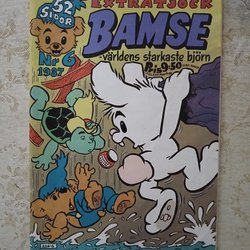 52
SIDOR
EXTRATJOCK
BAMSE
Nr 6
1987
-världens starkaste björn
Pris 9:50